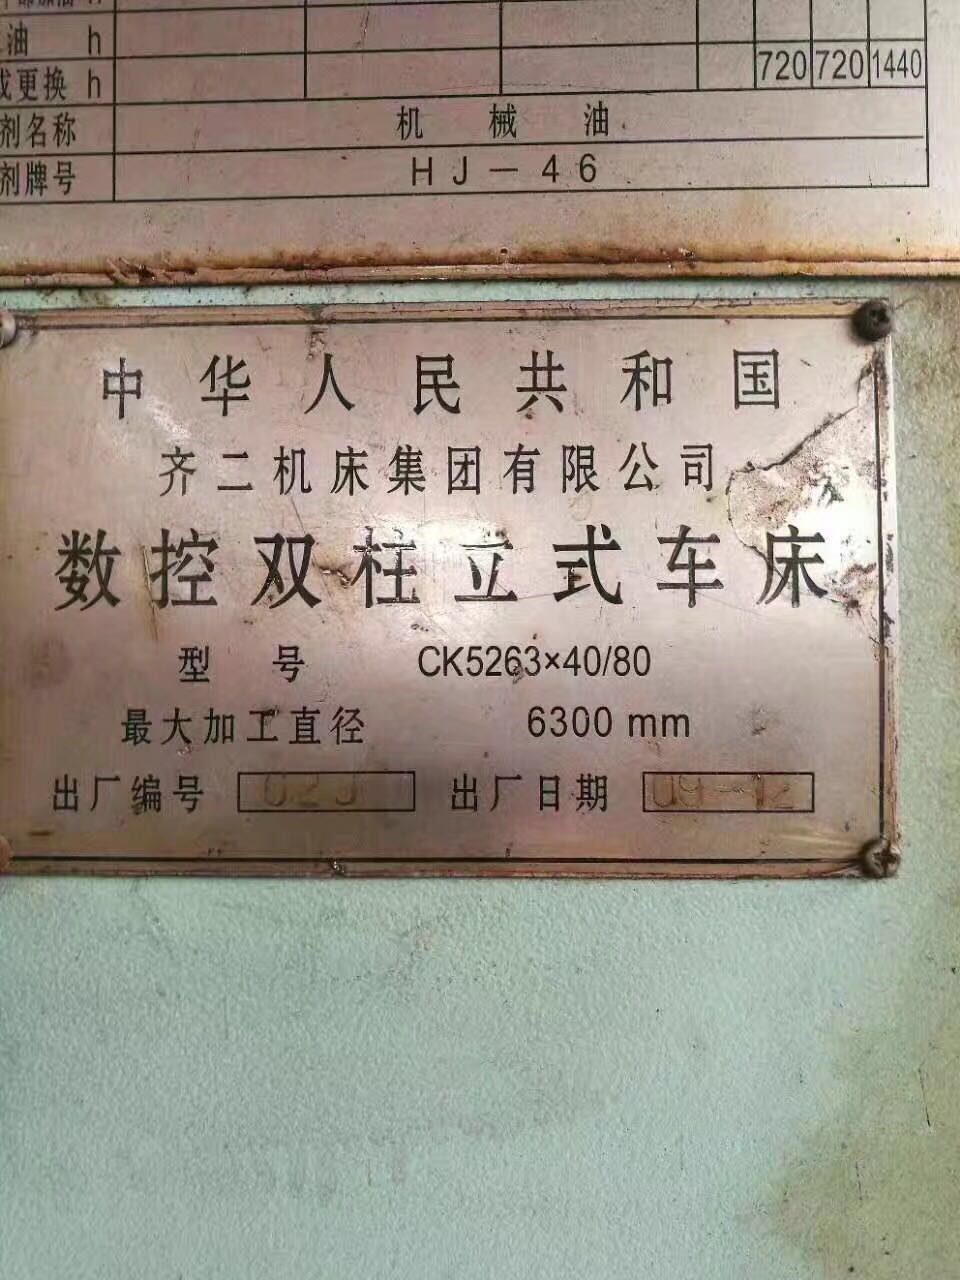 油 h
更换 h 720 720 1440
剂名称 机械油
剂牌号 HJ-46
中华人民共和国
齐二机床集团有限公司
数控双柱立式车床
型号 CK5263×40/80
最大加工直径 6300 mm
出厂编号 出厂日期 09-12